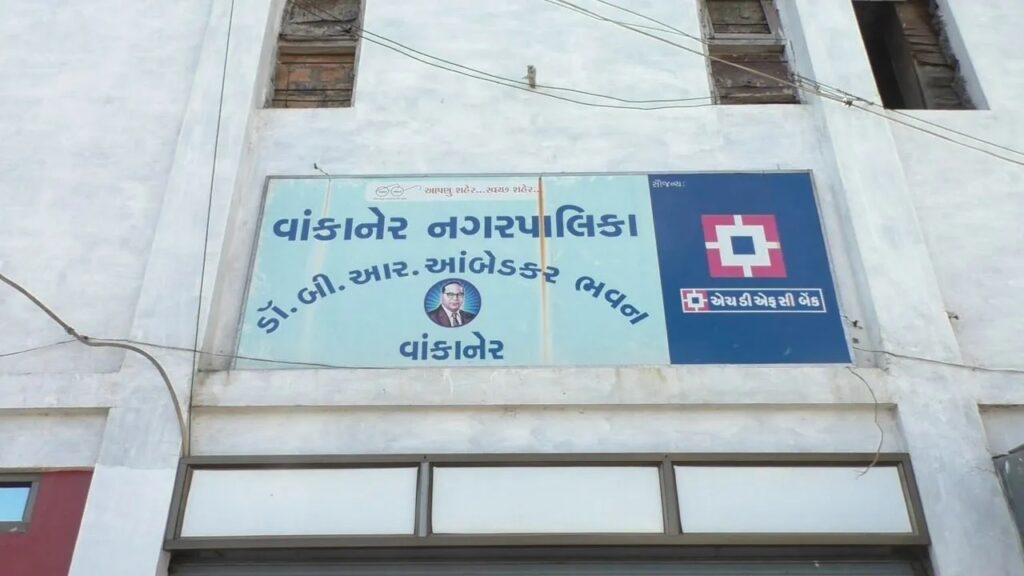 આપણુ શહેર...સ્વચ્છ શહેર...
વાંકાનેર નગરપાલિકા
ડૉ.બી.આર.આંબેડકર ભવન
વાંકાનેર
સૌજન્ય:
એચડીએફસી બેંક